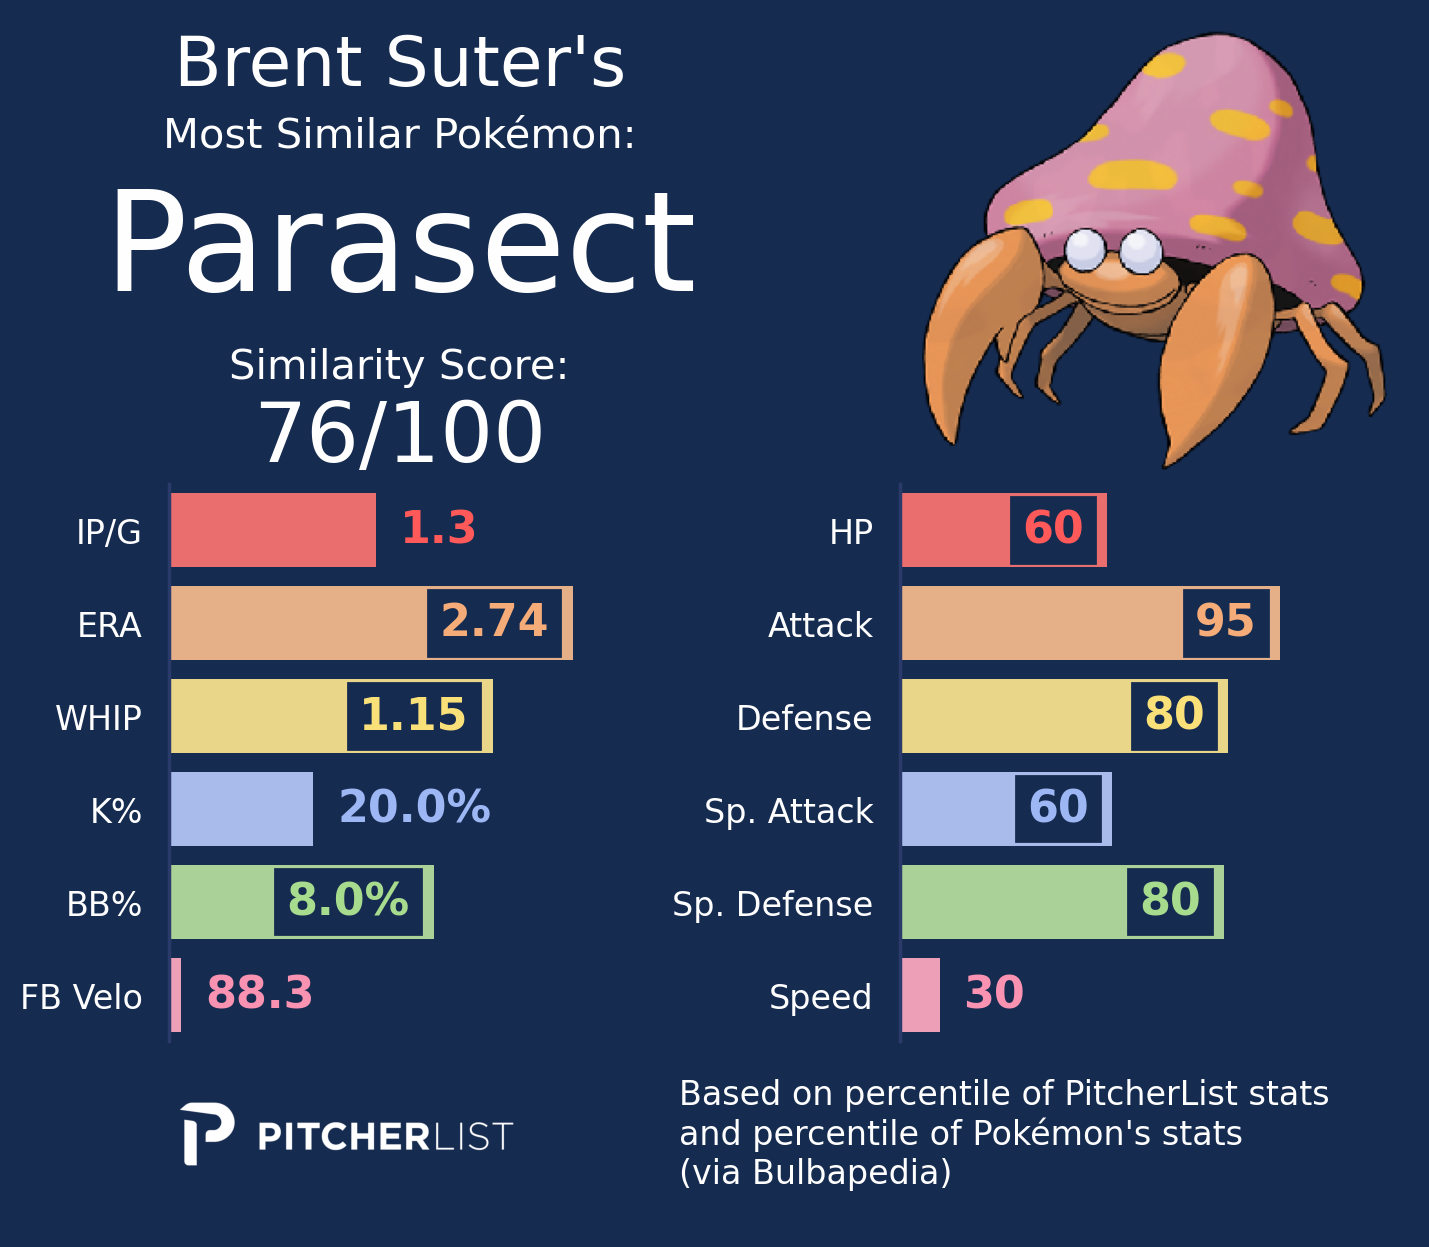 Brent Suter's
Most Similar Pokémon:
Parasect
Similarity Score:
76/100
IP/G 1.3
ERA 2.74
WHIP 1.15
K% 20.0%
BB% 8.0%
FB Velo 88.3
HP 60
Attack 95
Defense 80
Sp. Attack 60
Sp. Defense 80
Speed 30
PITCHERLIST
Based on percentile of PitcherList stats
and percentile of Pokémon's stats
(via Bulbapedia)